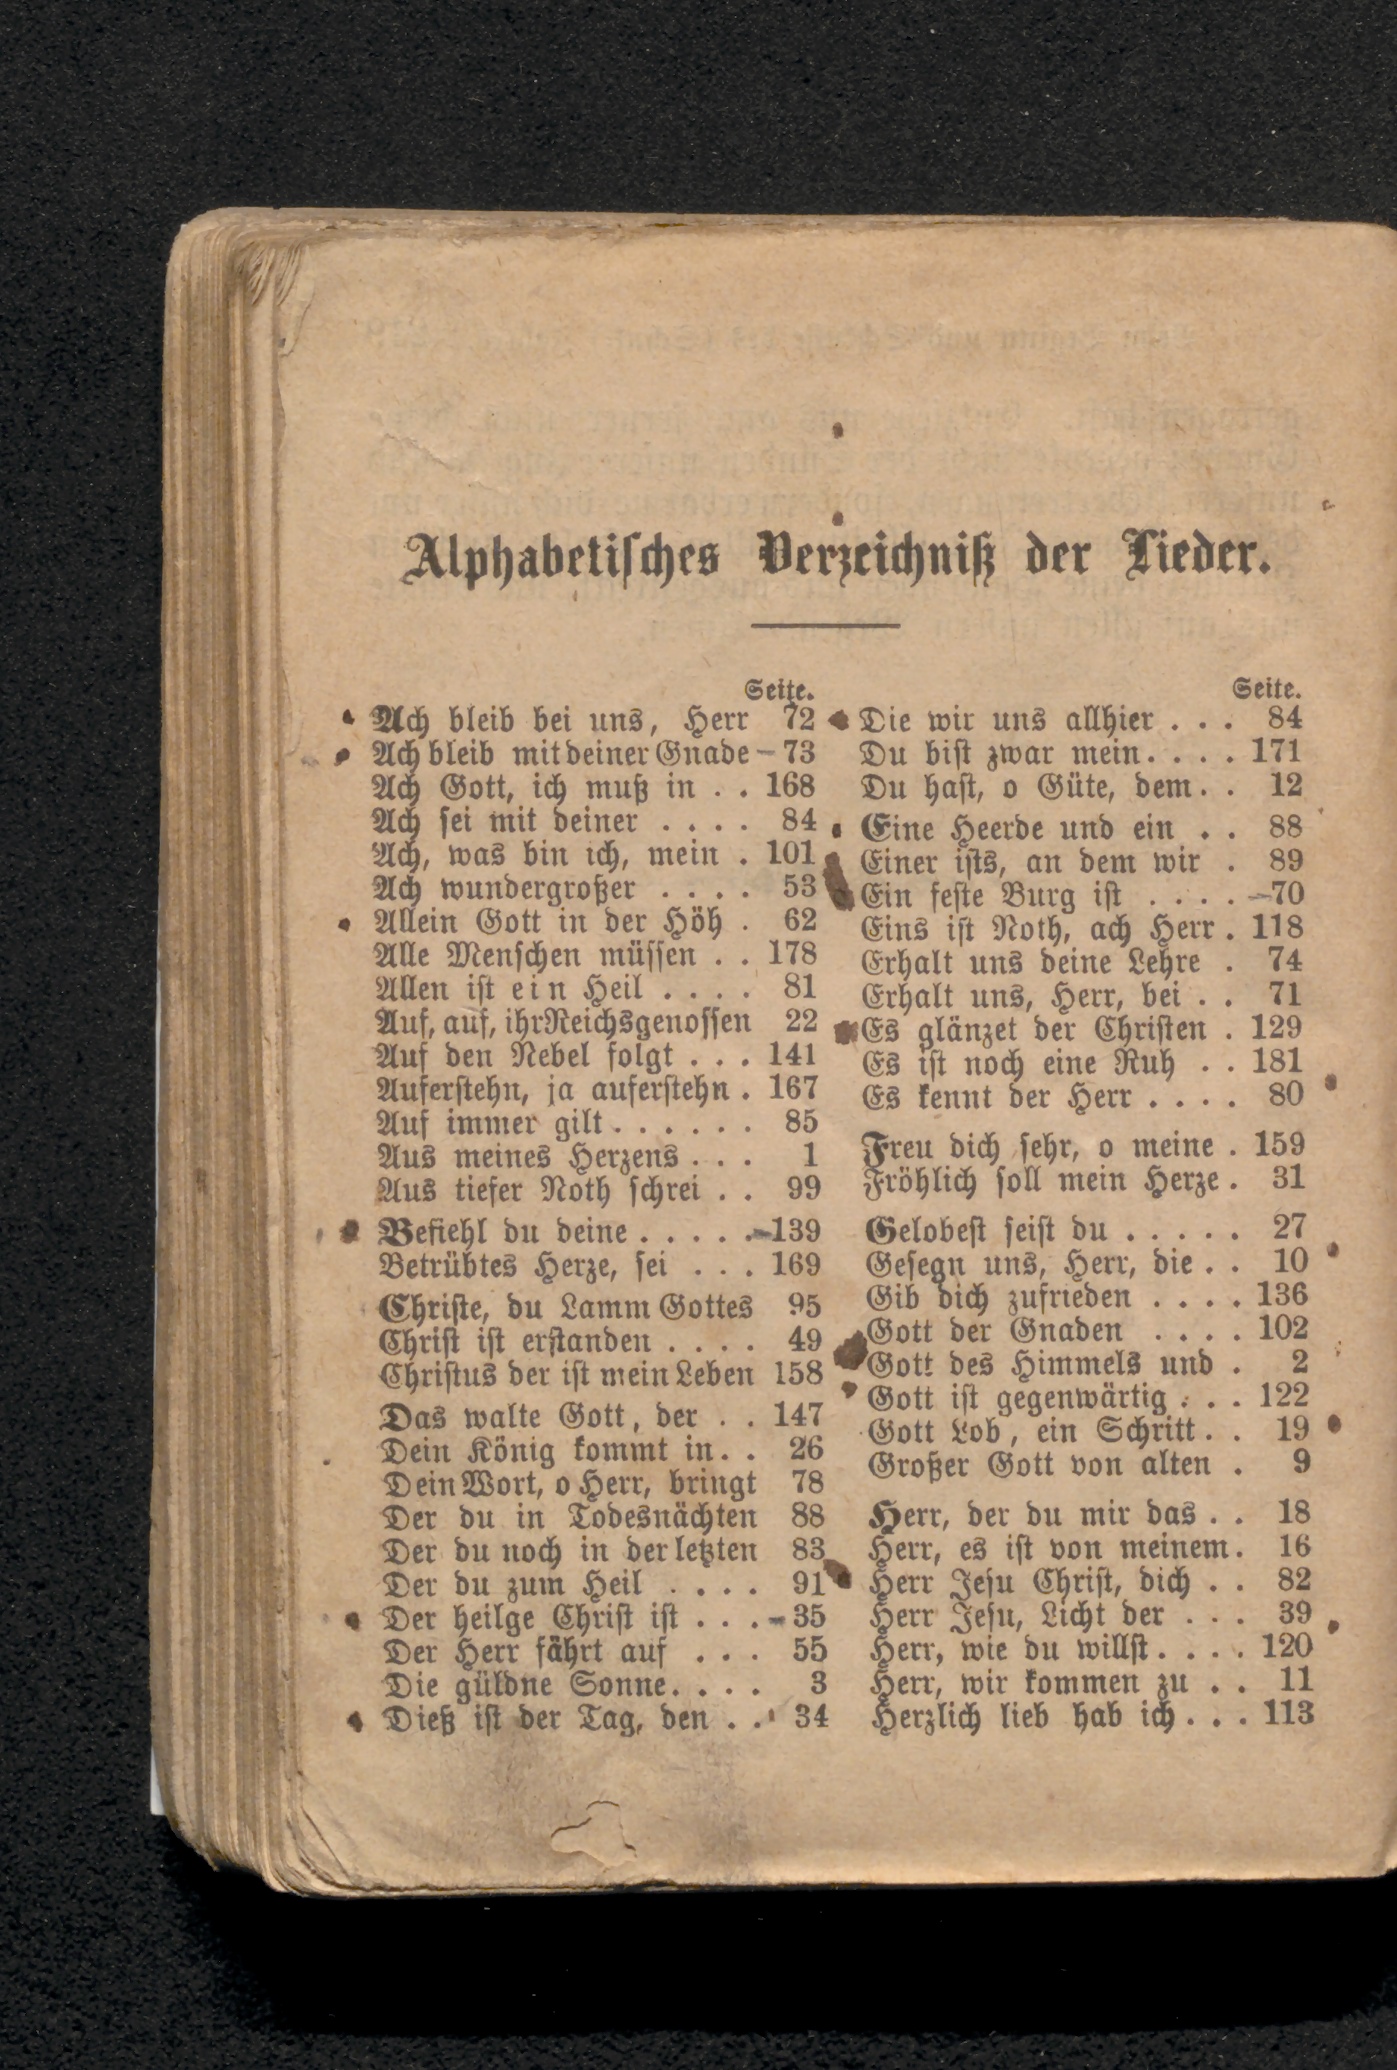 Alphabetisches Verzeichniß der Lieder.
Seite.
Ach bleib bei uns, Herr 72
Ach bleib mit deiner Gnade 73
Ach Gott, ich muß in . . 168
Ach sei mit deiner . . . . 84
Ach, was bin ich, mein . 101
Ach wundergroßer . . . . 53
Allein Gott in der Höh . 62
Alle Menschen müssen . . 178
Allen ist ein Heil . . . . 81
Auf, auf, ihr Reichsgenossen 22
Auf den Nebel folgt . . . 141
Auferstehn, ja auferstehn . 167
Auf immer gilt . . . . . . 85
Aus meines Herzens . . . 1
Aus tiefer Noth schrei . . 99
Befiehl du deine . . . . . 139
Betrübtes Herze, sei . . . 169
Christe, du Lamm Gottes 95
Christ ist erstanden . . . . 49
Christus der ist mein Leben 158
Das walte Gott, der . . 147
Dein König kommt in . . 26
Dein Wort, o Herr, bringt 78
Der du in Todesnächten 88
Der du noch in der letzten 83
Der du zum Heil . . . . 91
Der heilge Christ ist . . . 35
Der Herr fährt auf . . . 55
Die güldne Sonne . . . . 3
Dieß ist der Tag, den . . 34
Seite.
Die wir uns allhier . . . 84
Du bist zwar mein . . . . 171
Du hast, o Güte, dem . . 12
Eine Heerde und ein . . 88
Einer ists, an dem wir . 89
Ein feste Burg ist . . . . 70
Eins ist Noth, ach Herr . 118
Erhalt uns deine Lehre . 74
Erhalt uns, Herr, bei . . 71
Es glänzet der Christen . 129
Es ist noch eine Ruh . . 181
Es kennt der Herr . . . . 80
Freu dich sehr, o meine . 159
Fröhlich soll mein Herze . 31
Gelobest seist du . . . . . 27
Gesegn uns, Herr, die . . 10
Gib dich zufrieden . . . . 136
Gott der Gnaden . . . . 102
Gott des Himmels und . 2
Gott ist gegenwärtig . . . 122
Gott Lob, ein Schritt . . 19
Großer Gott von alten . 9
Herr, der du mir das . . 18
Herr, es ist von meinem . 16
Herr Jesu Christ, dich . . 82
Herr Jesu, Licht der . . . 39
Herr, wie du willst . . . . 120
Herr, wir kommen zu . . 11
Herzlich lieb hab ich . . . 113